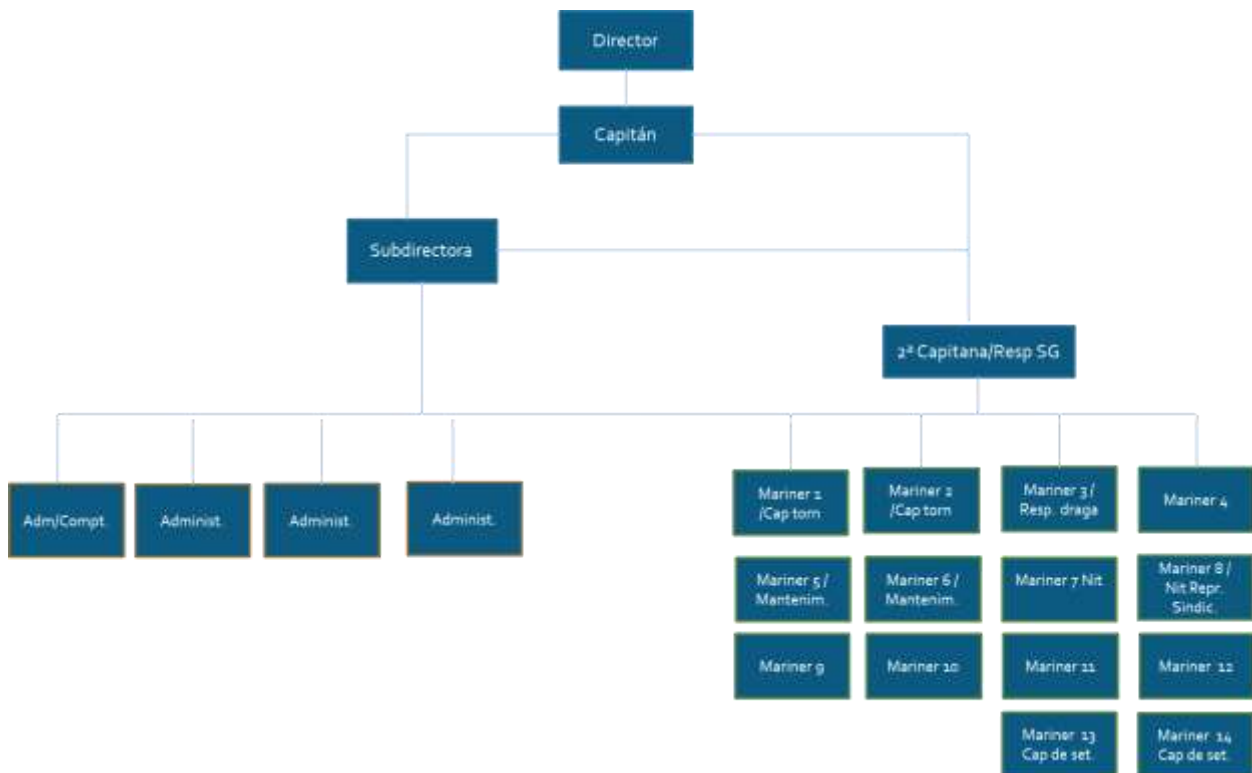 Director
Capitán
Subdirectora
2ª Capitana/Resp SG
Adm/Compt.
Administ.
Administ.
Administ.
Mariner 1
/Cap torn
Mariner 2
/Cap torn
Mariner 3 /
Resp. draga
Mariner 4
Mariner 5 /
Mantenim.
Mariner 6 /
Mantenim.
Mariner 7 Nit
Mariner 8 /
Nit Repr.
Sindic.
Mariner 9
Mariner 10
Mariner 11
Mariner 12
Mariner 13
Cap de set.
Mariner 14
Cap de set.